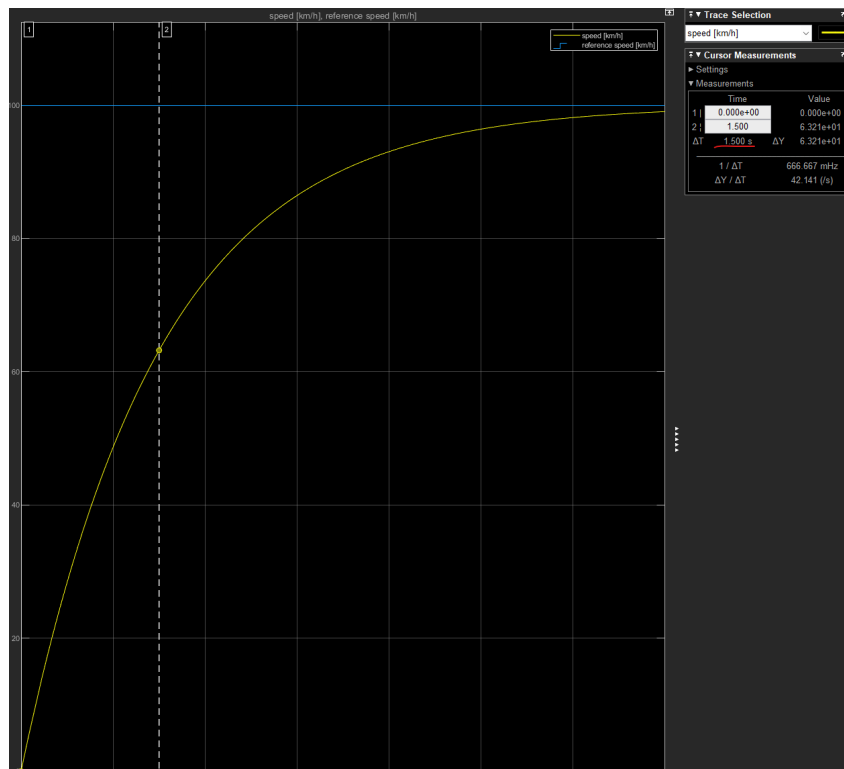 speed [km/h], reference speed [km/h]
1
2
speed [km/h]
reference speed [km/h]
100
80
60
40
20
Trace Selection
speed [km/h]
Cursor Measurements
Settings
Measurements
Time Value
1 | 0.000e+00 0.000e+00
2 ¦ 1.500 6.321e+01
ΔT 1.500 s ΔY 6.321e+01
1 / ΔT 666.667 mHz
ΔY / ΔT 42.141 (/s)